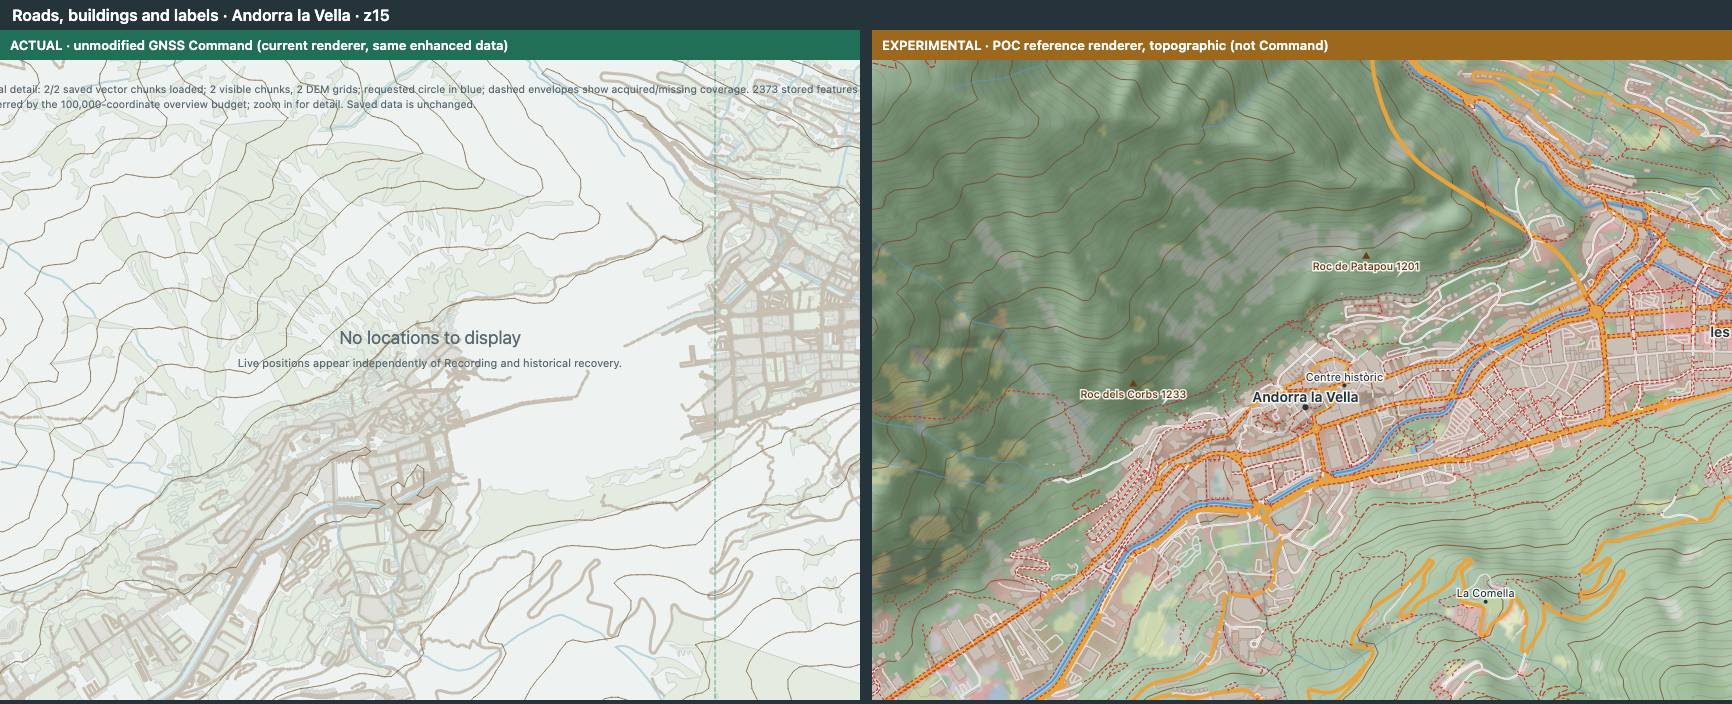 Roads, buildings and labels · Andorra la Vella · z15
ACTUAL · unmodified GNSS Command (current renderer, same enhanced data)
al detail: 2/2 saved vector chunks loaded; 2 visible chunks, 2 DEM grids; requested circle in blue; dashed envelopes show acquired/missing coverage. 2373 stored features
rred by the 100,000-coordinate overview budget; zoom in for detail. Saved data is unchanged.
No locations to display
Live positions appear independently of Recording and historical recovery.
EXPERIMENTAL · POC reference renderer, topographic (not Command)
Roc de Patapou 1201
les
Centre històric
Roc dels Corbs 1233
Andorra la Vella
La Comella